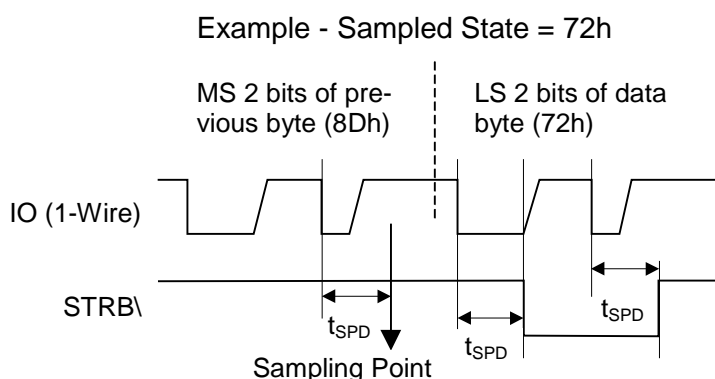 Example - Sampled State = 72h
MS 2 bits of pre-
vious byte (8Dh)
LS 2 bits of data
byte (72h)
IO (1-Wire)
STRB\
tSPD
tSPD
tSPD
Sampling Point